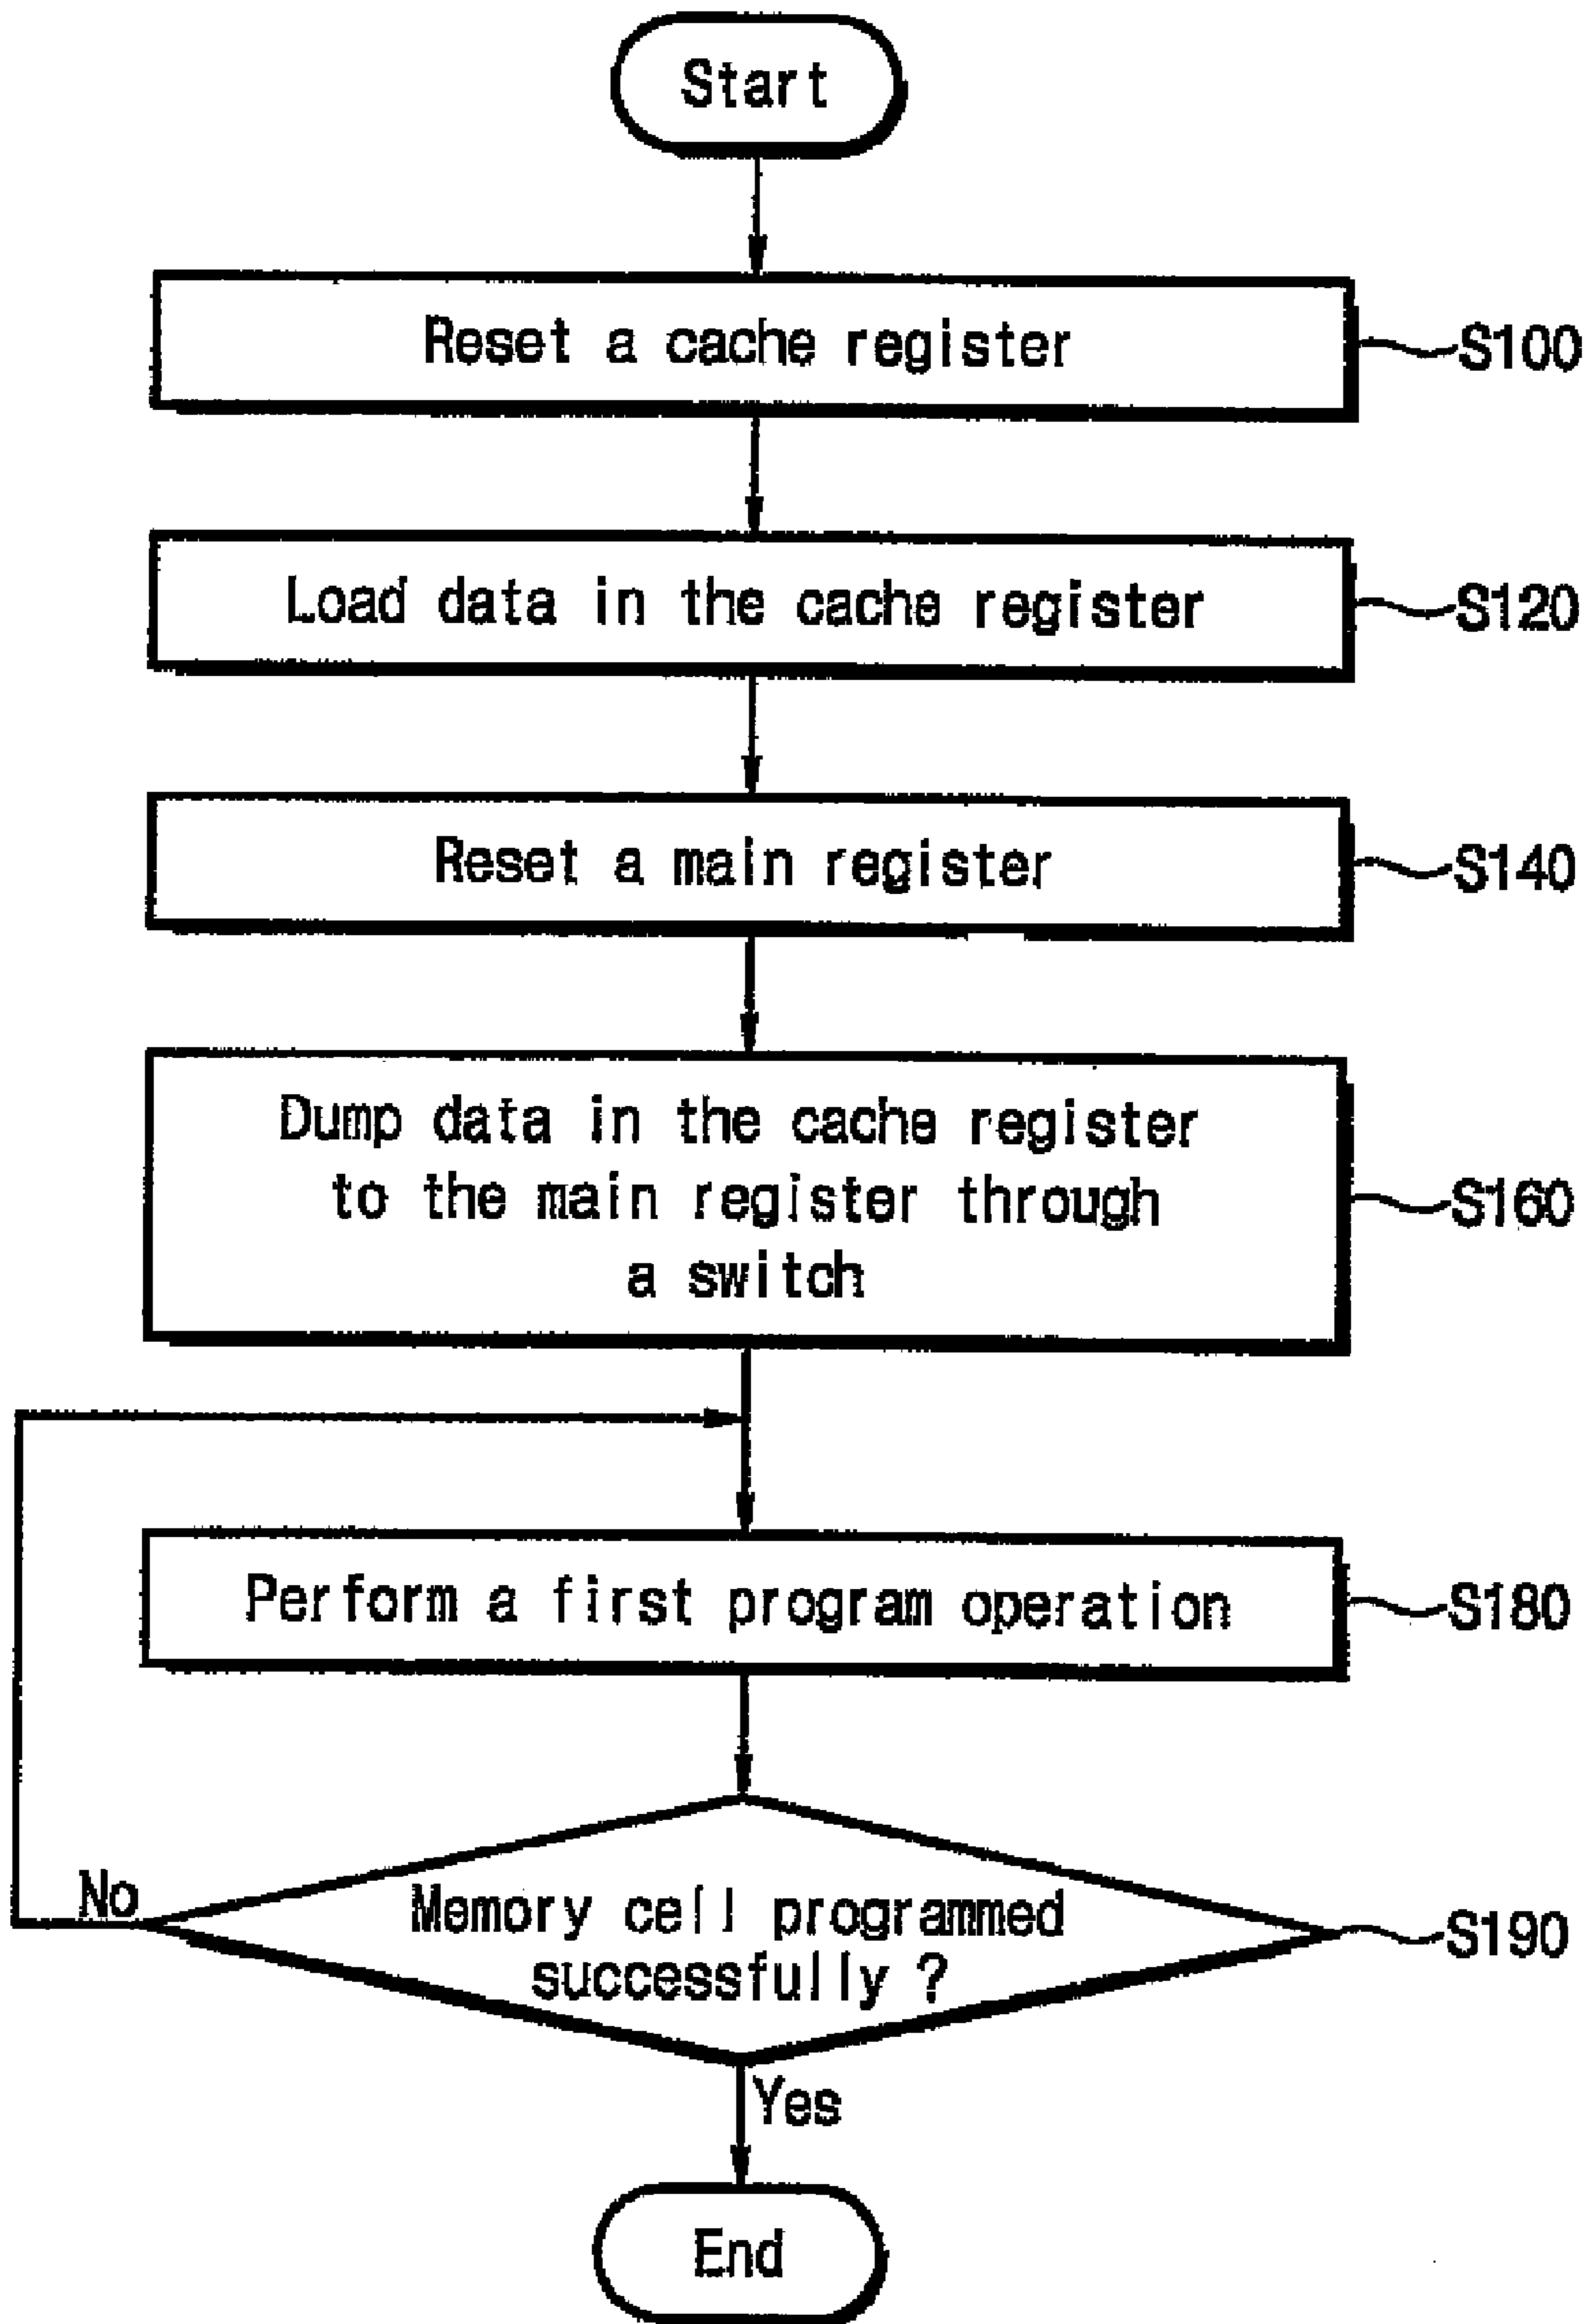 Start
Reset a cache register
S100
Load data in the cache register
S120
Reset a main register
S140
Dump data in the cache register
to the main register through
a switch
S160
Perform a first program operation
S180
No
Memory cell programmed
successfully ?
S190
Yes
End